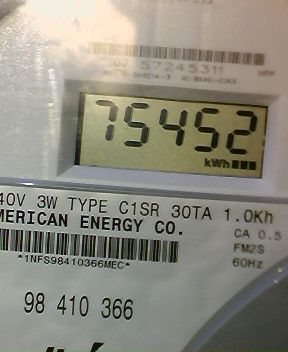 57245311
75452
kWh
40V 3W TYPE C1SR 30TA 1.0Kh
MERICAN ENERGY CO.
CA 0.5
FM2S
*1NFS98410366MEC*
60Hz
98 410 366